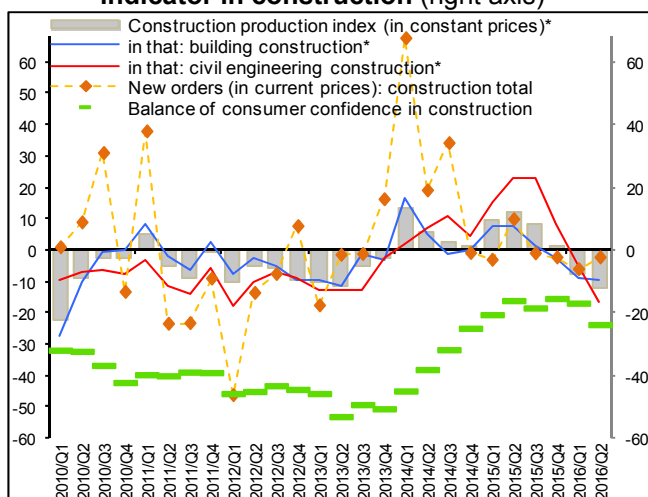 indicator in construction (right axis)
Construction production index (in constant prices)*
in that: building construction*
in that: civil engineering construction*
New orders (in current prices): construction total
Balance of consumer confidence in construction
60 60
40 40
20 20
0 0
-10
-20 -20
-30
-40 -40
-50
-60 -60
50
30
10
2010/Q1
2010/Q2
2010/Q3
2010/Q4
2011/Q1
2011/Q2
2011/Q3
2011/Q4
2012/Q1
2012/Q2
2012/Q3
2012/Q4
2013/Q1
2013/Q2
2013/Q3
2013/Q4
2014/Q1
2014/Q2
2014/Q3
2014/Q4
2015/Q1
2015/Q2
2015/Q3
2015/Q4
2016/Q1
2016/Q2